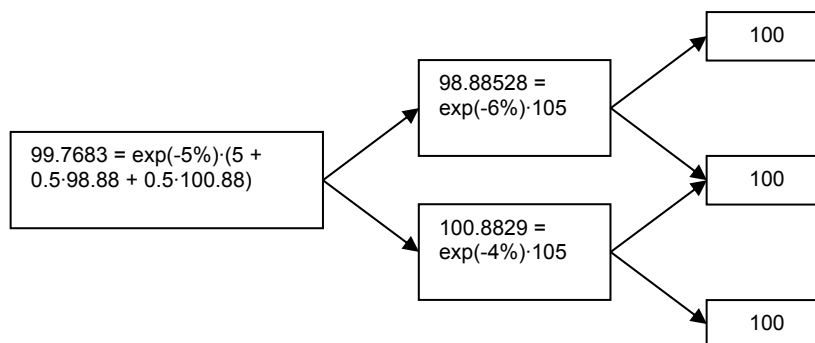 99.7683 = exp(-5%)·(5 +
0.5·98.88 + 0.5·100.88)
98.88528 =
exp(-6%)·105
100.8829 =
exp(-4%)·105
100
100
100